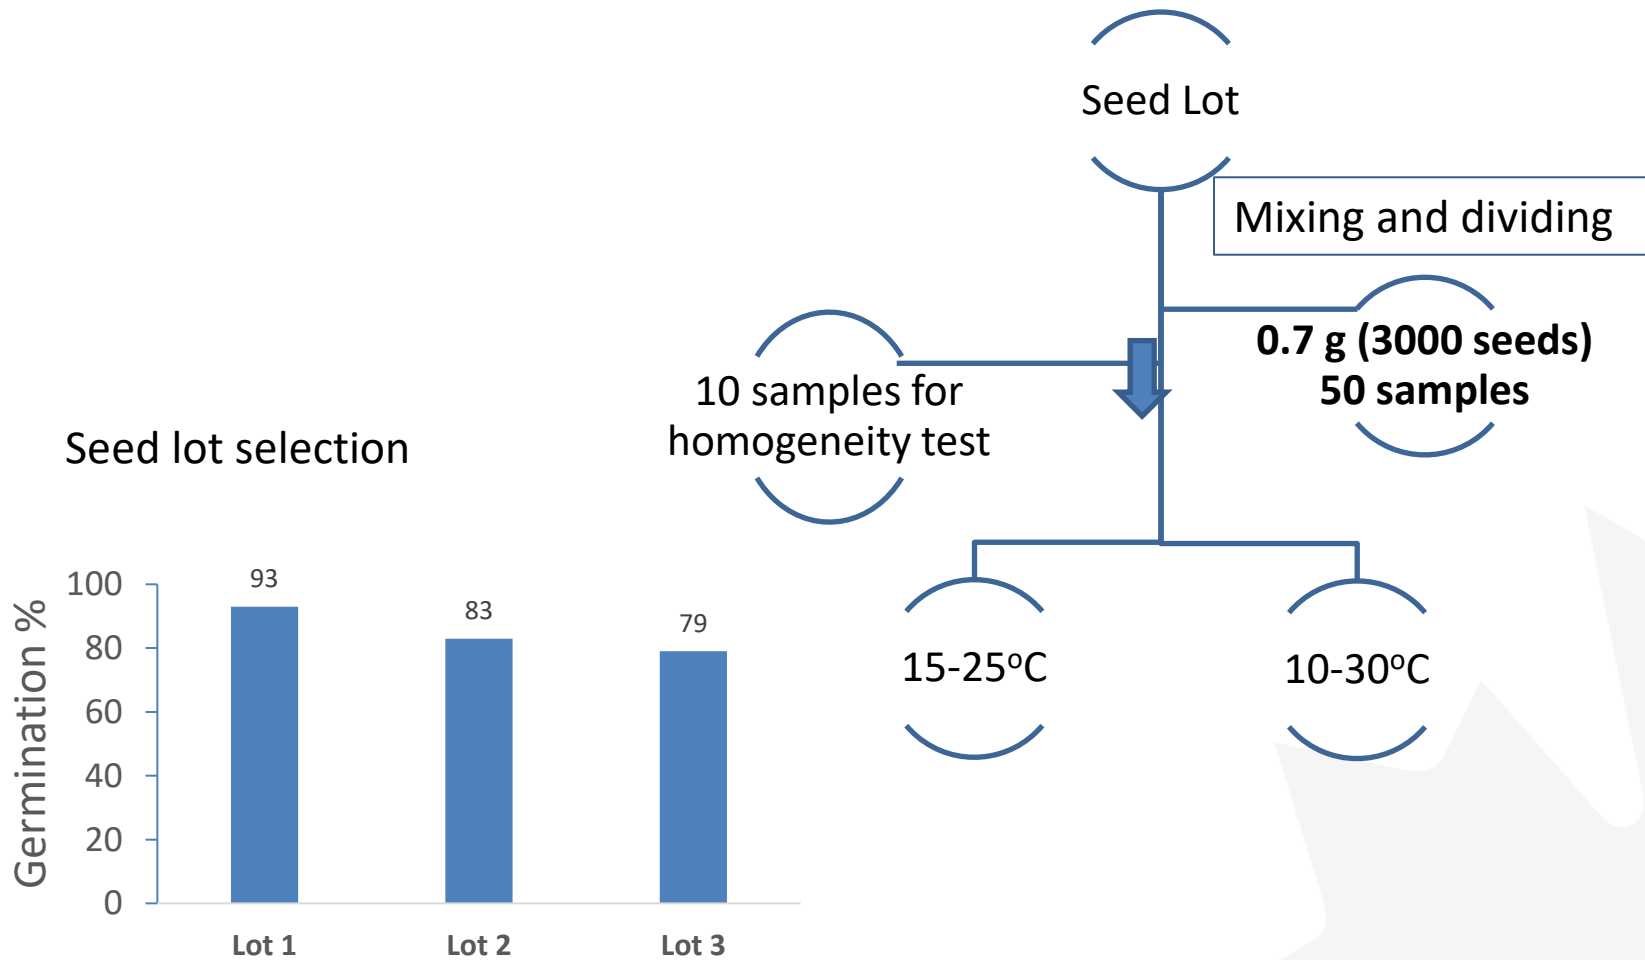 Seed Lot
Mixing and dividing
0.7 g (3000 seeds)
50 samples
10 samples for
homogeneity test
15-25ºC
10-30ºC
Seed lot selection
Germination %
100
80
60
40
20
0
93
83
79
Lot 1
Lot 2
Lot 3